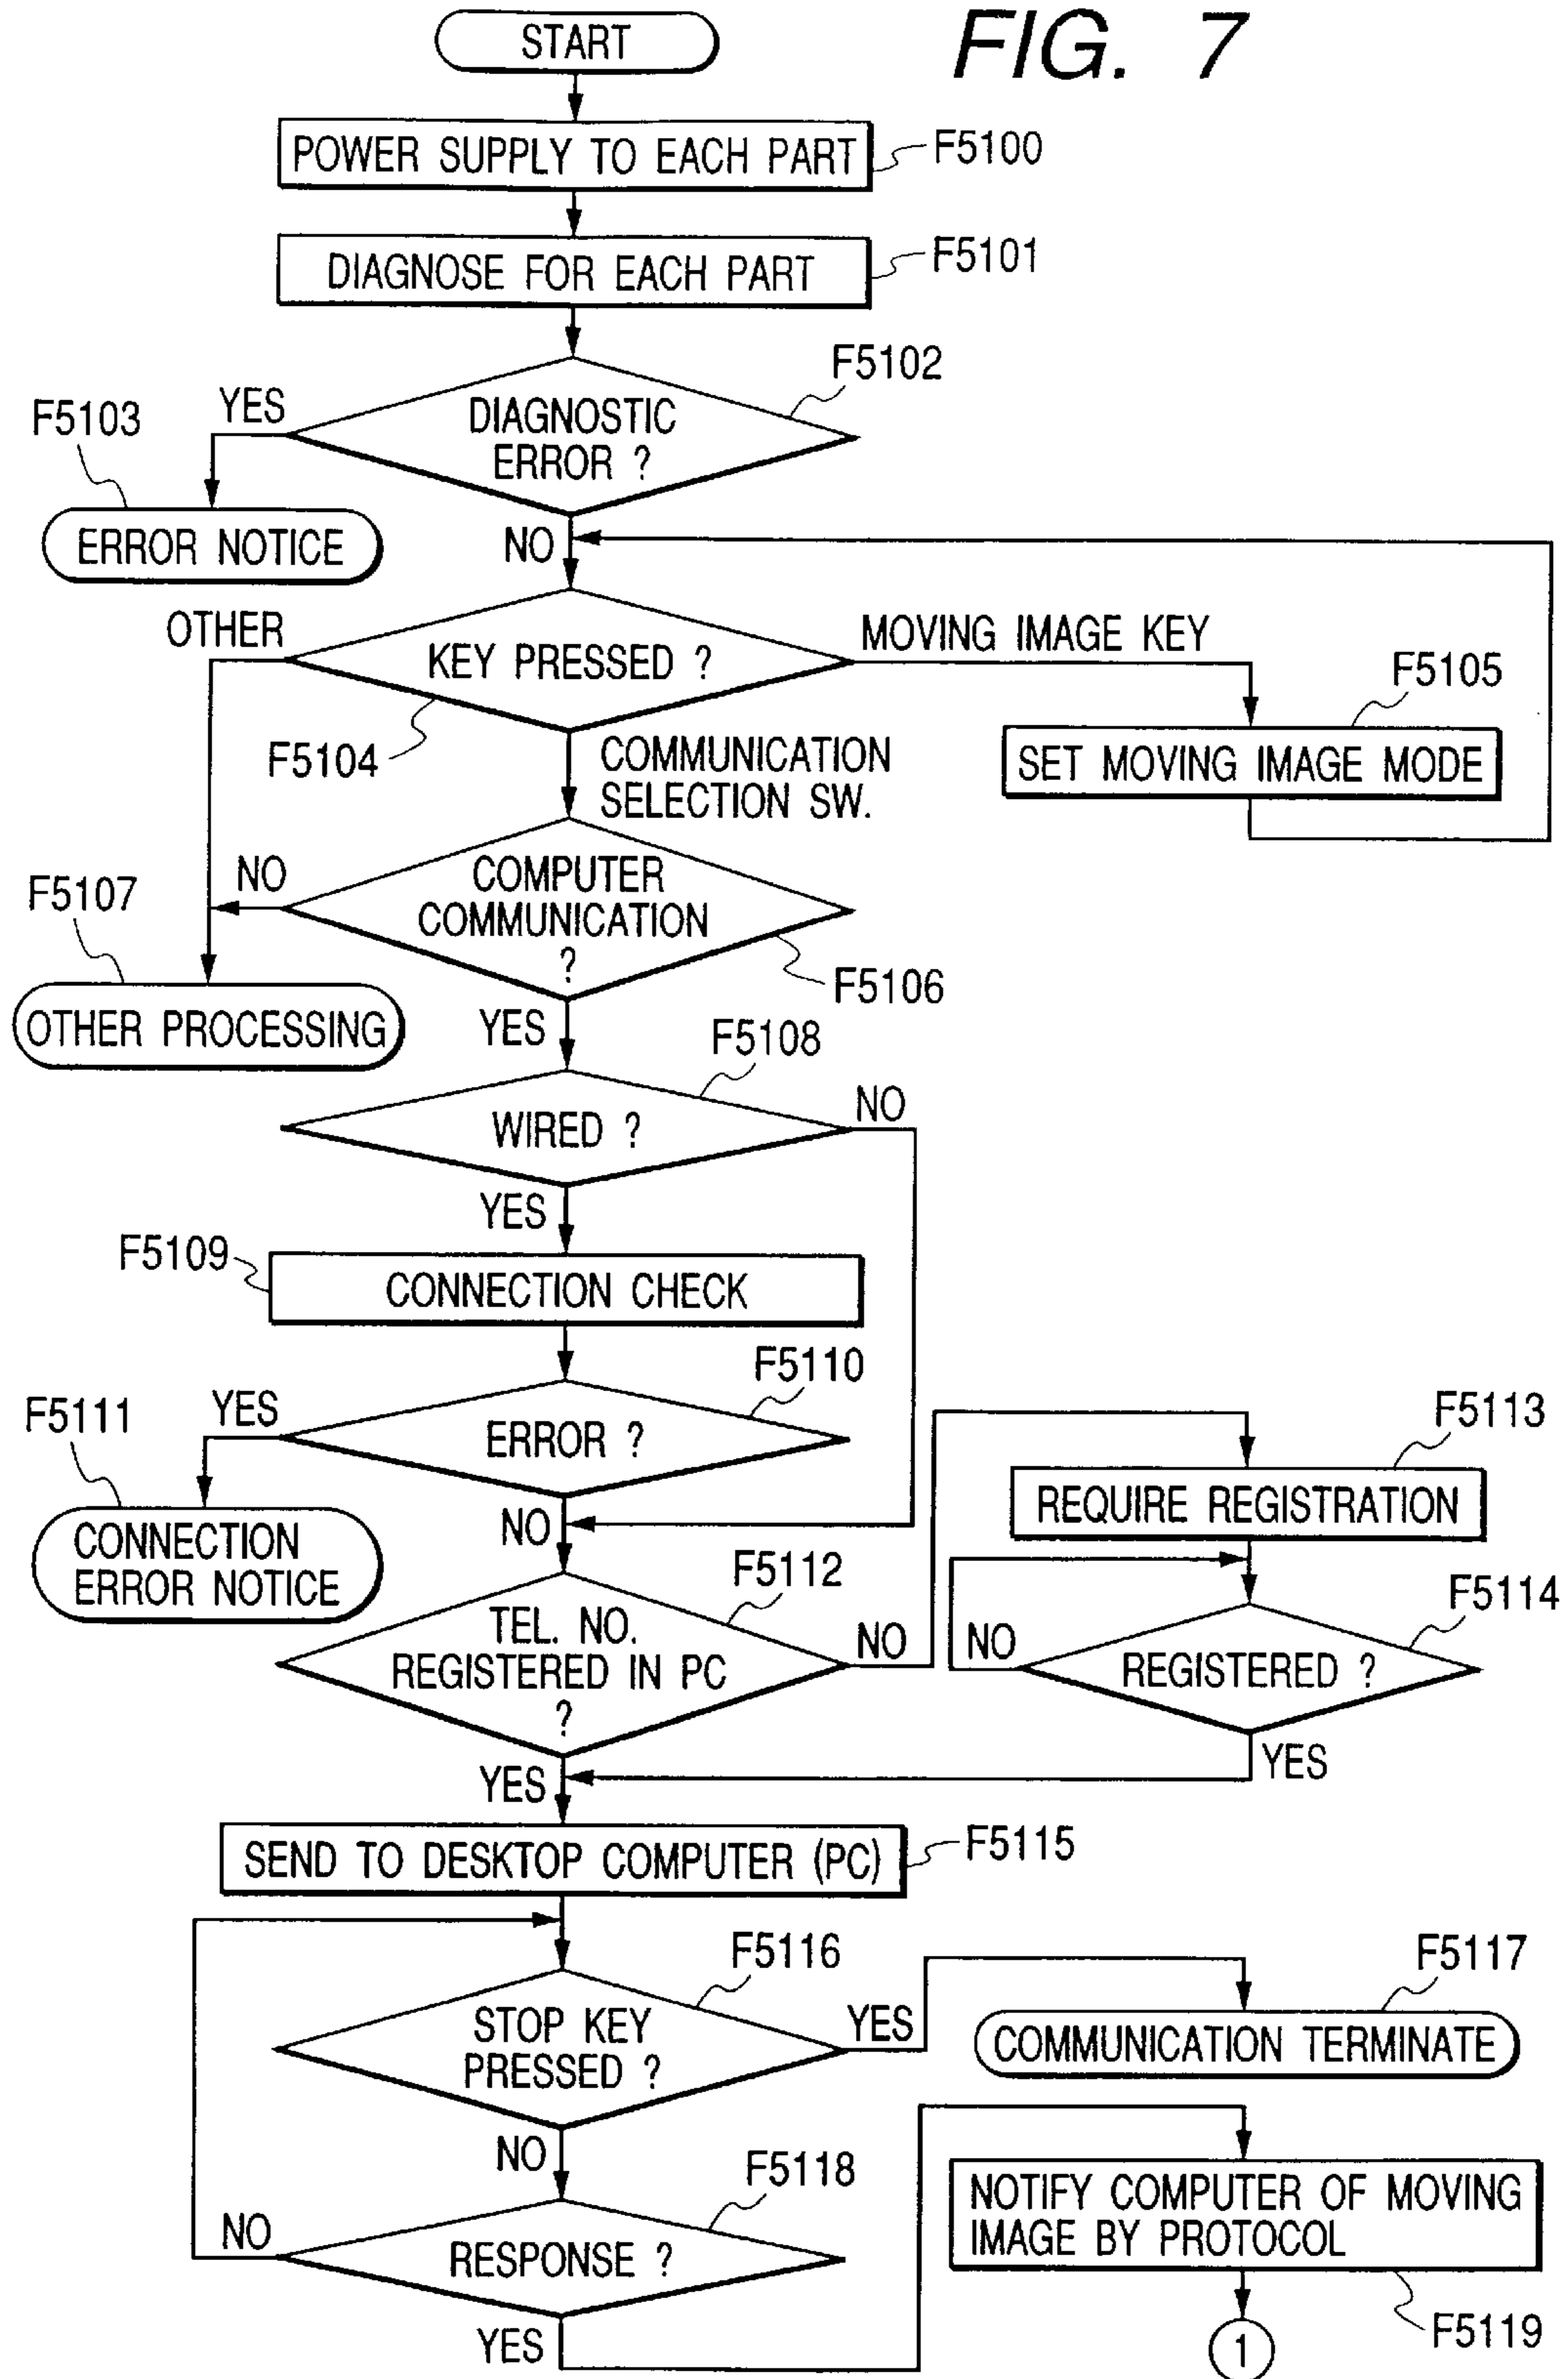 FIG. 7
START
POWER SUPPLY TO EACH PART
F5100
DIAGNOSE FOR EACH PART
F5101
F5102
F5103
YES
DIAGNOSTIC
ERROR ?
ERROR NOTICE
NO
OTHER
KEY PRESSED ?
MOVING IMAGE KEY
F5105
F5104
COMMUNICATION
SELECTION SW.
SET MOVING IMAGE MODE
F5107
NO
COMPUTER
COMMUNICATION
?
F5106
OTHER PROCESSING
YES
F5108
WIRED ?
NO
YES
F5109
CONNECTION CHECK
F5110
F5111
YES
ERROR ?
F5113
REQUIRE REGISTRATION
CONNECTION
ERROR NOTICE
NO
F5112
F5114
TEL. NO.
REGISTERED IN PC
?
NO
NO
REGISTERED ?
YES
YES
SEND TO DESKTOP COMPUTER (PC)
F5115
F5116
F5117
STOP KEY
PRESSED ?
YES
COMMUNICATION TERMINATE
NO
F5118
NOTIFY COMPUTER OF MOVING
IMAGE BY PROTOCOL
NO
RESPONSE ?
F5119
YES
1